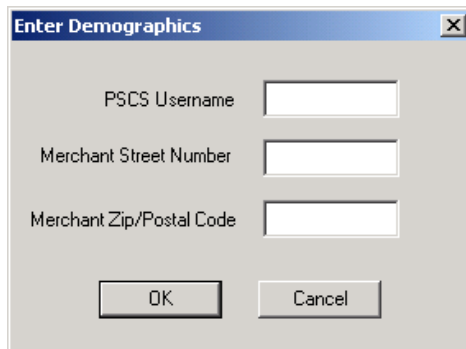 Enter Demographics
PSCS Username
Merchant Street Number
Merchant Zip/Postal Code
OK Cancel